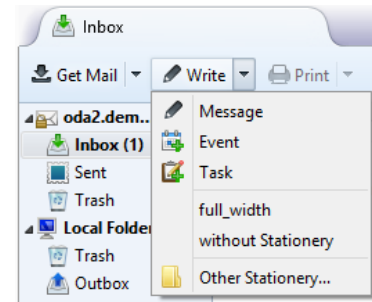 Inbox
Get Mail Write Print
oda2.dem...
Inbox (1)
Sent
Trash
Local Folde
Trash
Outbox
Message
Event
Task
full_width
without Stationery
Other Stationery...